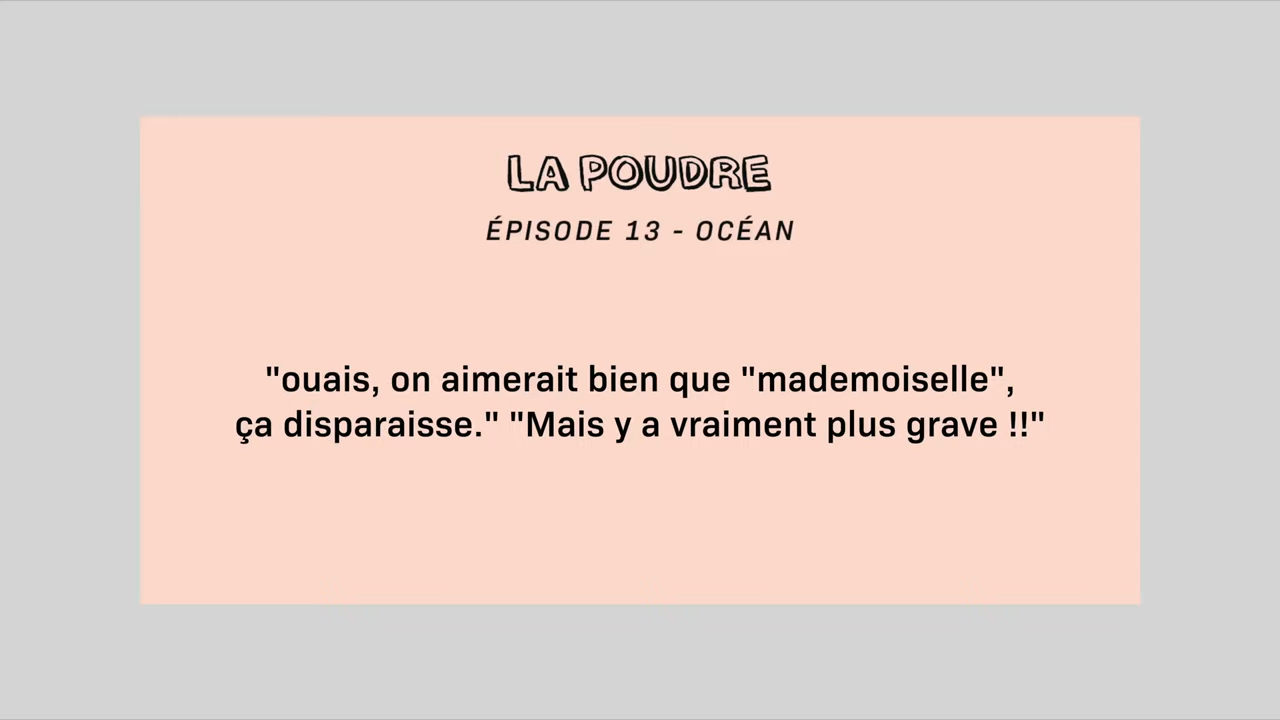 LA POUDRE
ÉPISODE 13 - OCÉAN
"ouais, on aimerait bien que "mademoiselle",
ça disparaisse." "Mais y a vraiment plus grave !!"